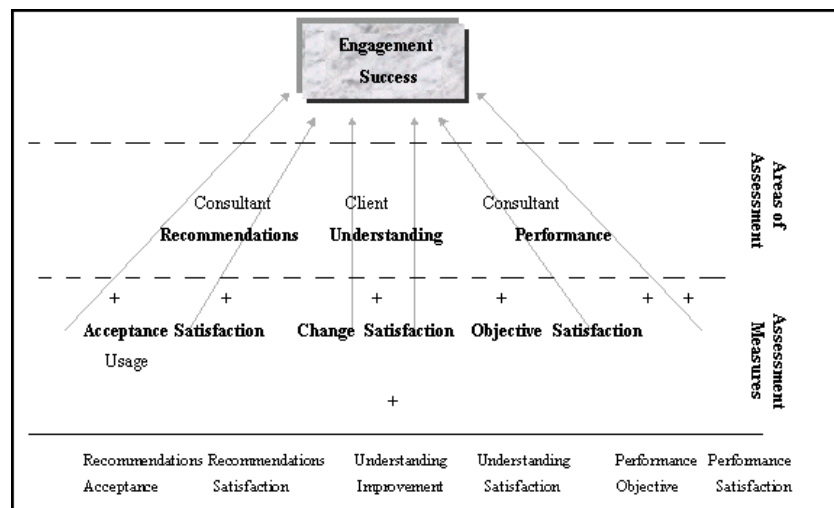 Engagement
Success
Areas of
Assessment
Consultant Client Consultant
Recommendations Understanding Performance
+ + + + + +
Acceptance Satisfaction Change Satisfaction Objective Satisfaction
Usage
Assessment
Measures
+
Recommendations Recommendations Understanding Understanding Performance Performance
Acceptance Satisfaction Improvement Satisfaction Objective Satisfaction